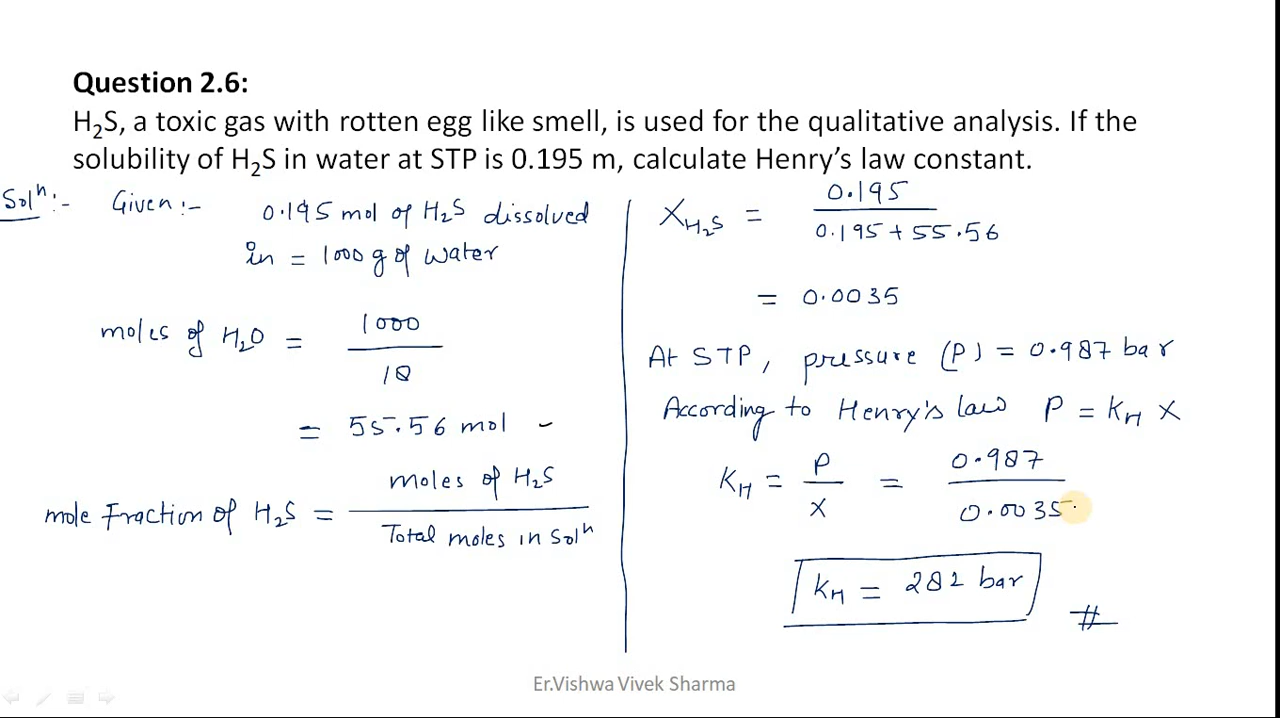 Question 2.6:
H₂S, a toxic gas with rotten egg like smell, is used for the qualitative analysis. If the
solubility of H₂S in water at STP is 0.195 m, calculate Henry’s law constant.
Solⁿ:- Given :- 0.195 mol of H₂S dissolved
in = 1000 g of water
moles of H₂O = 1000
18
= 55.56 mol -
mole Fraction of H₂S = moles of H₂S
Total moles in Solⁿ
X H₂S = 0.195
0.195 + 55.56
= 0.0035
At STP, pressure (P) = 0.987 bar
According to Henry's law P = KH X
KH = P = 0.987
X 0.0035
KH = 282 bar
#
Er.Vishwa Vivek Sharma